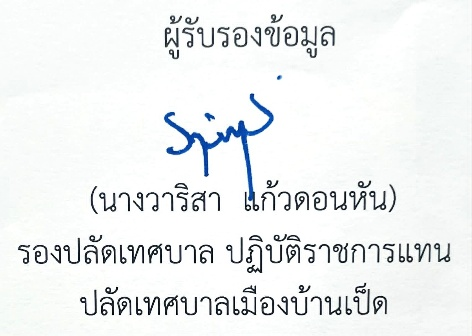 ผู้รับรองข้อมูล
(นางวาริสา แก้วดอนหัน)
รองปลัดเทศบาล ปฏิบัติราชการแทน
ปลัดเทศบาลเมืองบ้านเป็ด